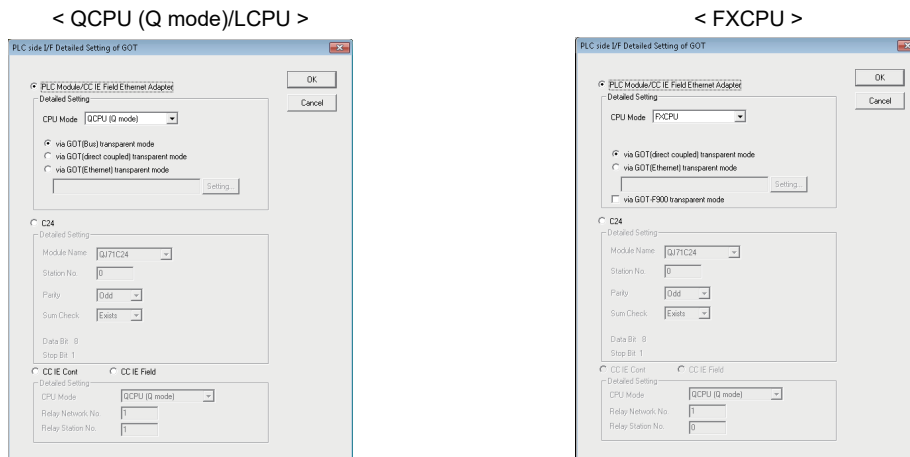 < QCPU (Q mode)/LCPU >
PLC side I/F Detailed Setting of GOT
PLC Module/CC IE Field Ethernet Adapter
OK
Detailed Setting
Cancel
CPU Mode QCPU (Q mode)
via GOT(Bus) transparent mode
via GOT(direct coupled) transparent mode
via GOT(Ethernet) transparent mode
Setting...
C24
Detailed Setting
Module Name QJ71C24
Station No. 0
Parity Odd
Sum Check Exists
Data Bit 8
Stop Bit 1
CC IE Cont CC IE Field
Detailed Setting
CPU Mode QCPU (Q mode)
Relay Network No. 1
Relay Station No. 1
< FXCPU >
PLC side I/F Detailed Setting of GOT
PLC Module/CC IE Field Ethernet Adapter
OK
Detailed Setting
Cancel
CPU Mode FXCPU
via GOT(direct coupled) transparent mode
via GOT(Ethernet) transparent mode
Setting...
via GOT-F900 transparent mode
C24
Detailed Setting
Module Name QJ71C24
Station No. 0
Parity Odd
Sum Check Exists
Data Bit 8
Stop Bit 1
CC IE Cont CC IE Field
Detailed Setting
CPU Mode QCPU (Q mode)
Relay Network No. 1
Relay Station No. 0